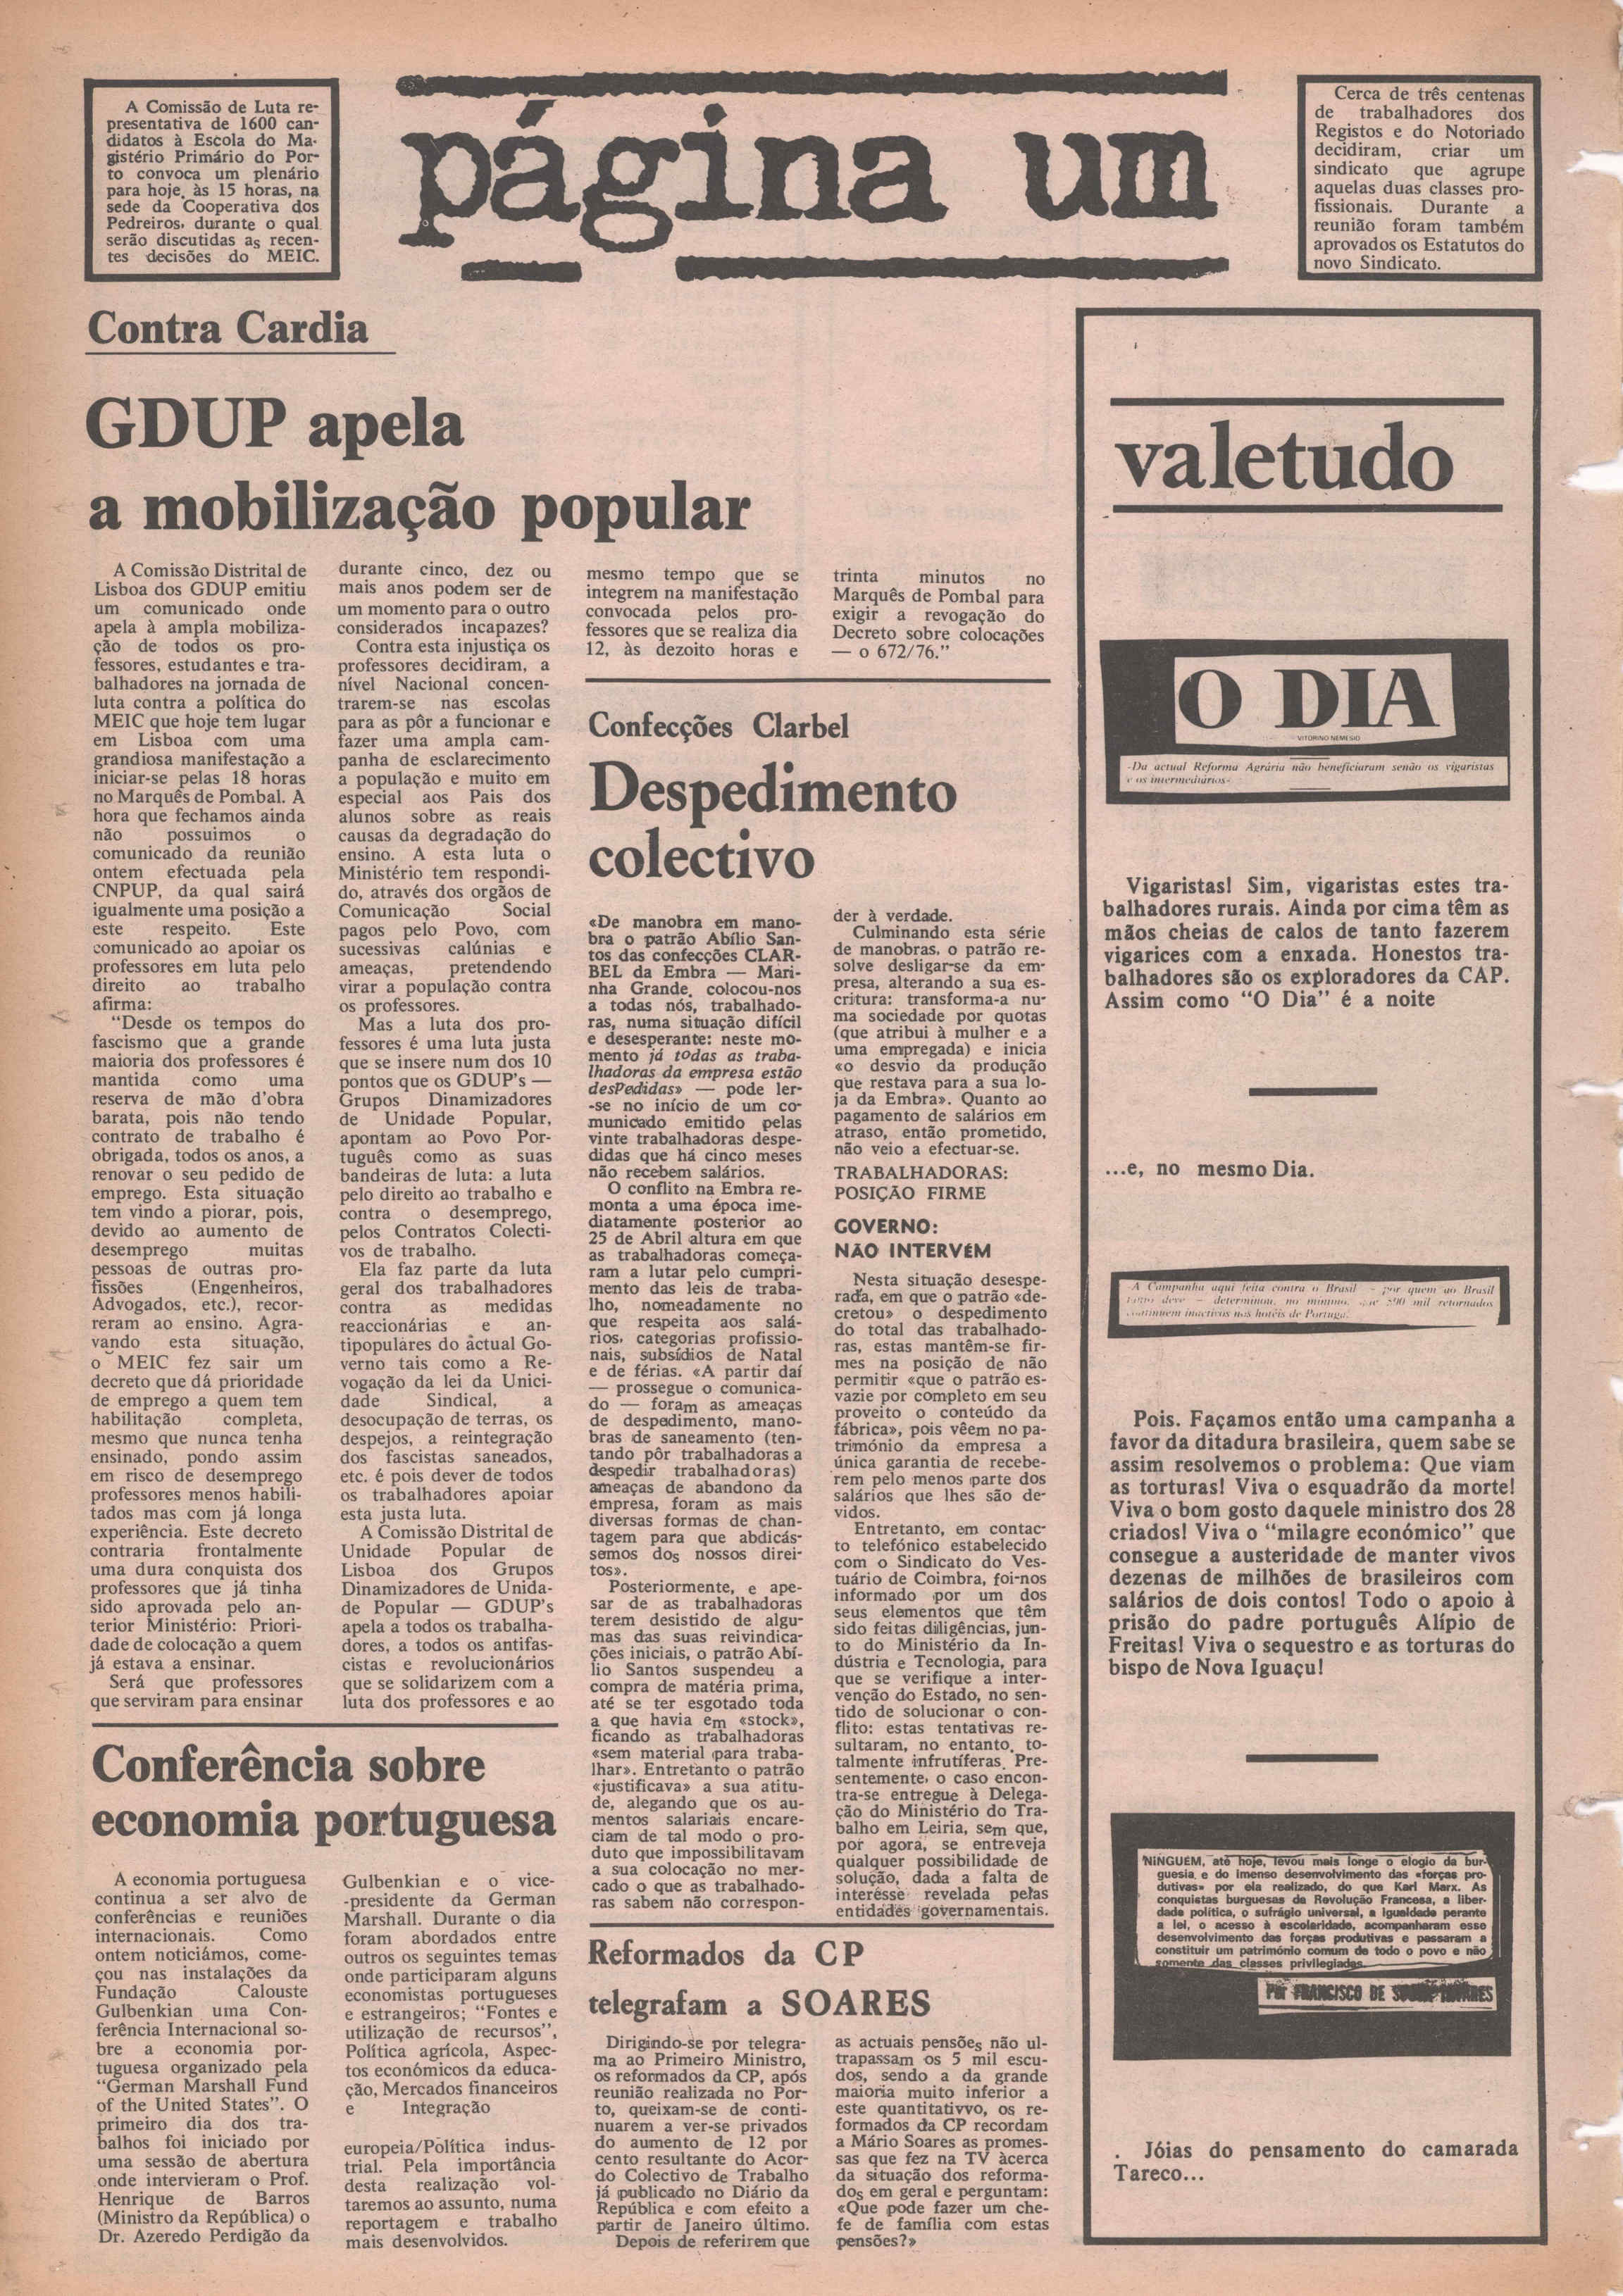 A Comissão de Luta re-
presentativa de 1600 can-
didatos à Escola do Ma-
gistério Primário do Por-
to convoca um plenário
para hoje, às 15 horas, na
sede da Cooperativa dos
Pedreiros, durante o qual
serão discutidas as recen-
tes decisões do MEIC.
página um
Cerca de três centenas
de trabalhadores dos
Registos e do Notoriado
decidiram, criar um
sindicato que agrupe
aquelas duas classes pro-
fissionais. Durante a
reunião foram também
aprovados os Estatutos do
novo Sindicato.
Contra Cardia
GDUP apela
a mobilização popular
A Comissão Distrital de
Lisboa dos GDUP emitiu
um comunicado onde
apela à ampla mobiliza-
ção de todos os pro-
fessores, estudantes e tra-
balhadores na jornada de
luta contra a política do
MEIC que hoje tem lugar
em Lisboa com uma
grandiosa manifestação a
iniciar-se pelas 18 horas
no Marquês de Pombal. A
hora que fechamos ainda
não possuimos o
comunicado da reunião
ontem efectuada pela
CNPUP, da qual sairá
igualmente uma posição a
este respeito. Este
comunicado ao apoiar os
professores em luta pelo
direito ao trabalho
afirma:
"Desde os tempos do
fascismo que a grande
maioria dos professores é
mantida como uma
reserva de mão d'obra
barata, pois não tendo
contrato de trabalho é
obrigada, todos os anos, a
renovar o seu pedido de
emprego. Esta situação
tem vindo a piorar, pois,
devido ao aumento de
desemprego muitas
pessoas de outras pro-
fissões (Engenheiros,
Advogados, etc.), recor-
reram ao ensino. Agra-
vando esta situação,
o MEIC fez sair um
decreto que dá prioridade
de emprego a quem tem
habilitação completa,
mesmo que nunca tenha
ensinado, pondo assim
em risco de desemprego
professores menos habili-
tados mas com já longa
experiência. Este decreto
contraria frontalmente
uma dura conquista dos
professores que já tinha
sido aprovada pelo an-
terior Ministério: Priori-
dade de colocação a quem
já estava a ensinar.
Será que professores
que serviram para ensinar
durante cinco, dez ou
mais anos podem ser de
um momento para o outro
considerados incapazes?
Contra esta injustiça os
professores decidiram, a
nível Nacional concen-
trarem-se nas escolas
para as pôr a funcionar e
fazer uma ampla cam-
panha de esclarecimento
a população e muito em
especial aos Pais dos
alunos sobre as reais
causas da degradação do
ensino. A esta luta o
Ministério tem respondi-
do, através dos orgãos de
Comunicação Social
pagos pelo Povo, com
sucessivas calúnias e
ameaças, pretendendo
virar a população contra
os professores.
Mas a luta dos pro-
fessores é uma luta justa
que se insere num dos 10
pontos que os GDUP's —
Grupos Dinamizadores
de Unidade Popular,
apontam ao Povo Por-
tuguês como as suas
bandeiras de luta: a luta
pelo direito ao trabalho e
contra o desemprego,
pelos Contratos Colecti-
vos de trabalho.
Ela faz parte da luta
geral dos trabalhadores
contra as medidas
reaccionárias e an-
tipopulares do actual Go-
verno tais como a Re-
vogação da lei da Unici-
dade Sindical, a
desocupação de terras, os
despejos, a reintegração
dos fascistas saneados,
etc. é pois dever de todos
os trabalhadores apoiar
esta justa luta.
A Comissão Distrital de
Unidade Popular de
Lisboa dos Grupos
Dinamizadores de Unida-
de Popular — GDUP's
apela a todos os trabalha-
dores, a todos os antifas-
cistas e revolucionários
que se solidarizem com a
luta dos professores e ao
mesmo tempo que se
integrem na manifestação
convocada pelos pro-
fessores que se realiza dia
12, às dezoito horas e
trinta minutos no
Marquês de Pombal para
exigir a revogação do
Decreto sobre colocações
— o 672/76."
Confecções Clarbel
Despedimento
colectivo
«De manobra em mano-
bra o patrão Abílio San-
tos das confecções CLAR-
BEL da Embra — Mari-
nha Grande, colocou-nos
a todas nós, trabalhado-
ras, numa situação difícil
e desesperante: neste mo-
mento já todas as traba-
lhadoras da empresa estão
despedidas» — pode ler-
-se no início de um co-
municado emitido pelas
vinte trabalhadoras despe-
didas que há cinco meses
não recebem salários.
O conflito na Embra re-
monta a uma época ime-
diatamente posterior ao
25 de Abril altura em que
as trabalhadoras começa-
ram a lutar pelo cumpri-
mento das leis de traba-
lho, nomeadamente no
que respeita aos salá-
rios, categorias profissio-
nais, subsídios de Natal
e de férias. «A partir daí
— prossegue o comunica-
do — foram as ameaças
de despedimento, mano-
bras de saneamento (ten-
tando pôr trabalhadoras a
despedir trabalhadoras)
ameaças de abandono da
empresa, foram as mais
diversas formas de chan-
tagem para que abdicás-
semos dos nossos direi-
tos».
Posteriormente, e ape-
sar de as trabalhadoras
terem desistido de algu-
mas das suas reivindica-
ções iniciais, o patrão Abí-
lio Santos suspendeu a
compra de matéria prima,
até se ter esgotado toda
a que havia em «stock»,
ficando as trabalhadoras
«sem material para traba-
lhar». Entretanto o patrão
«justificava» a sua atitu-
de, alegando que os au-
mentos salariais encare-
ciam de tal modo o pro-
duto que impossibilitavam
a sua colocação no mer-
cado o que as trabalhado-
ras sabem não correspon-
der à verdade.
Culminando esta série
de manobras, o patrão re-
solve desligar-se da em-
presa, alterando a sua es-
critura: transforma-a nu-
ma sociedade por quotas
(que atribui à mulher e a
uma empregada) e inicia
«o desvio da produção
que restava para a sua lo-
ja da Embra». Quanto ao
pagamento de salários em
atraso, então prometido,
não veio a efectuar-se.
TRABALHADORAS:
POSIÇÃO FIRME
GOVERNO:
NÃO INTERVÉM
Nesta situação desespe-
rada, em que o patrão «de-
cretou» o despedimento
do total das trabalhado-
ras, estas mantêm-se fir-
mes na posição de não
permitir «que o patrão es-
vazie por completo em seu
proveito o conteúdo da
fábrica», pois vêem no pa-
trimónio da empresa a
única garantia de recebe-
rem pelo menos parte dos
salários que lhes são de-
vidos.
Entretanto, em contac-
to telefónico estabelecido
com o Sindicato do Ves-
tuário de Coimbra, foi-nos
informado por um dos
seus elementos que têm
sido feitas diligências, jun-
to do Ministério da In-
dústria e Tecnologia, para
que se verifique a inter-
venção do Estado, no sen-
tido de solucionar o con-
flito: estas tentativas re-
sultaram, no entanto, to-
talmente infrutíferas. Pre-
sentemente, o caso encon-
tra-se entregue à Delega-
ção do Ministério do Tra-
balho em Leiria, sem que,
por agora, se entreveja
qualquer possibilidade de
solução, dada a falta de
interésse revelada pelas
entidades governamentais.
Conferência sobre
economia portuguesa
A economia portuguesa
continua a ser alvo de
conferências e reuniões
internacionais. Como
ontem noticiámos, come-
çou nas instalações da
Fundação Calouste
Gulbenkian uma Con-
ferência Internacional so-
bre a economia por-
tuguesa organizado pela
"German Marshall Fund
of the United States". O
primeiro dia dos tra-
balhos foi iniciado por
uma sessão de abertura
onde intervieram o Prof.
Henrique de Barros
(Ministro da República) o
Dr. Azeredo Perdigão da
Gulbenkian e o vice-
-presidente da German
Marshall. Durante o dia
foram abordados entre
outros os seguintes temas
onde participaram alguns
economistas portugueses
e estrangeiros; "Fontes e
utilização de recursos",
Política agrícola, Aspec-
tos económicos da educa-
ção, Mercados financeiros
e Integração
europeia/Política indus-
trial. Pela importância
desta realização vol-
taremos ao assunto, numa
reportagem e trabalho
mais desenvolvidos.
Reformados da CP
telegrafam a SOARES
Dirigindo-se por telegra-
ma ao Primeiro Ministro,
os reformados da CP, após
reunião realizada no Por-
to, queixam-se de conti-
nuarem a ver-se privados
do aumento de 12 por
cento resultante do Acor-
do Colectivo de Trabalho
já publicado no Diário da
República e com efeito a
partir de Janeiro último.
Depois de referirem que
as actuais pensões não ul-
trapassam os 5 mil escu-
dos, sendo a da grande
maioria muito inferior a
este quantitativvo, os re-
formados da CP recordam
a Mário Soares as promes-
sas que fez na TV àcerca
da situação dos reforma-
dos em geral e perguntam:
«Que pode fazer um che-
fe de família com estas
pensões?»
valetudo
O DIA
VITORINO NEMESIO
-Da actual Reforma Agrária não beneficiaram senão os vigaristas
e os intermediários-
Vigaristas! Sim, vigaristas estes tra-
balhadores rurais. Ainda por cima têm as
mãos cheias de calos de tanto fazerem
vigarices com a enxada. Honestos tra-
balhadores são os exploradores da CAP.
Assim como "O Dia" é a noite
...e, no mesmo Dia.
A Campanha aqui feita contra o Brasil - por quem ao Brasil
deve - determinou, no mínimo, que 500 mil retornados
continuem inactivos nos hotéis de Portugal.
Pois. Façamos então uma campanha a
favor da ditadura brasileira, quem sabe se
assim resolvemos o problema: Que viam
as torturas! Viva o esquadrão da morte!
Viva o bom gosto daquele ministro dos 28
criados! Viva o "milagre económico" que
consegue a austeridade de manter vivos
dezenas de milhões de brasileiros com
salários de dois contos! Todo o apoio à
prisão do padre português Alípio de
Freitas! Viva o sequestro e as torturas do
bispo de Nova Iguaçu!
NINGUÉM, até hoje, levou mais longe o elogio da bur-
guesia e do imenso desenvolvimento das «forças pro-
dutivas» por ela realizado, do que Karl Marx. As
conquistas burguesas da Revolução Francesa, a liber-
dade política, o sufrágio universal, a igualdade perante
a lei, o acesso à escolaridade, acompanharam esse
desenvolvimento das forças produtivas e passaram a
constituir um património comum de todo o povo e não
somente das classes privilegiadas
Por FRANCISCO DE SOUSA TAVARES
. Jóias do pensamento do camarada
Tareco...